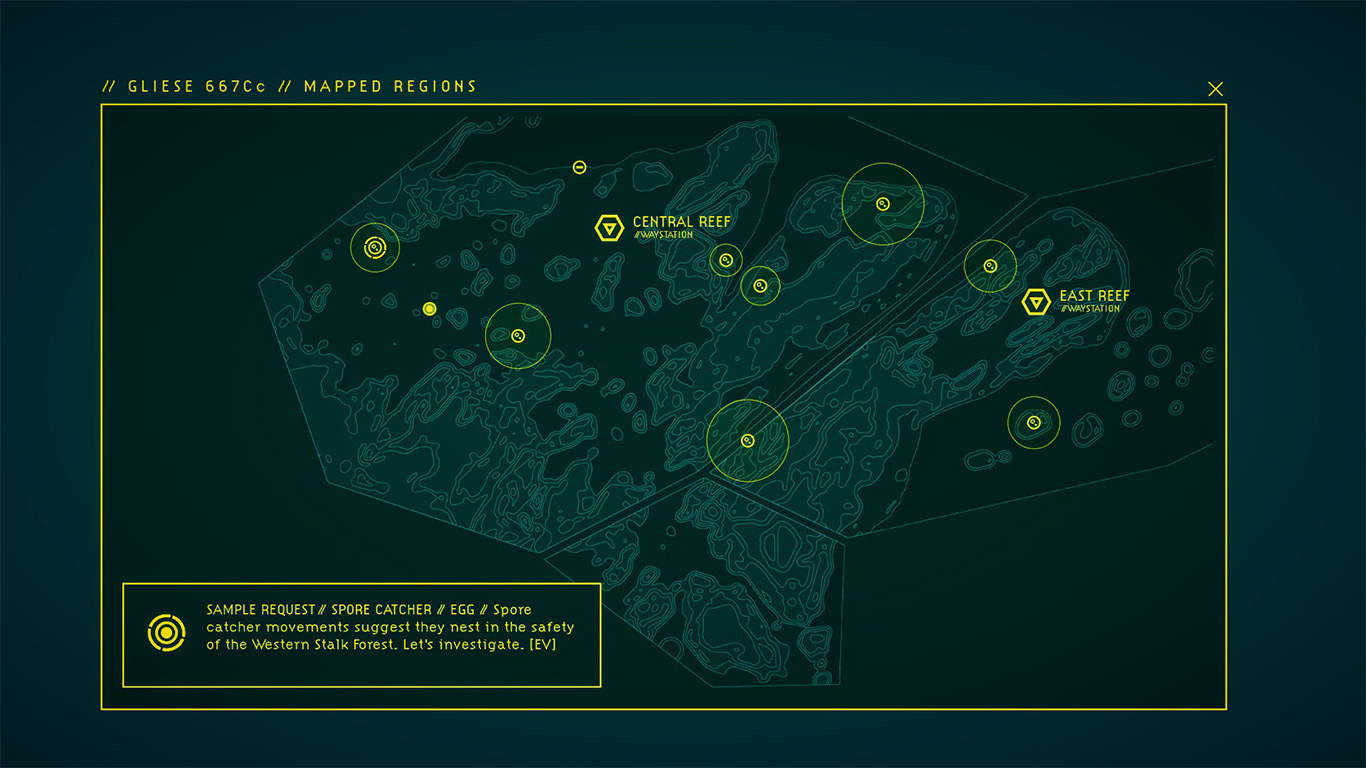 // GLIESE 667Cc // MAPPED REGIONS
CENTRAL REEF
//WAYSTATION
EAST REEF
//WAYSTATION
SAMPLE REQUEST // SPORE CATCHER // EGG // Spore
catcher movements suggest they nest in the safety
of the Western Stalk Forest. Let's investigate. [EV]